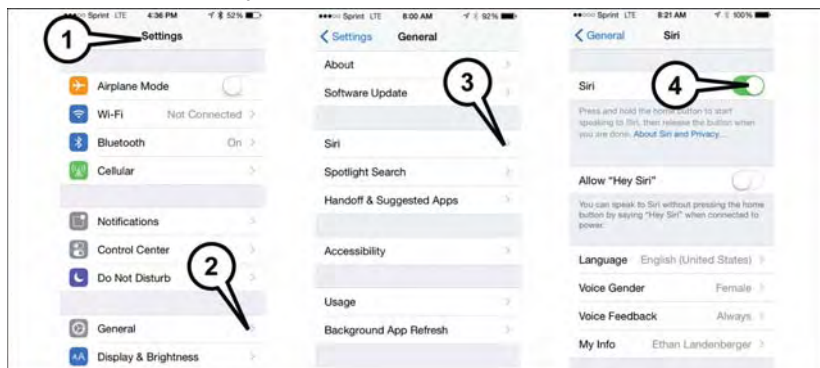 Sprint LTE 4:36 PM 52%
1
Settings
Airplane Mode
Wi-Fi Not Connected
Bluetooth On
Cellular
Notifications
Control Center
Do Not Disturb
2
General
AA Display & Brightness
Sprint LTE 8:00 AM 92%
Settings General
About
Software Update
3
Siri
Spotlight Search
Handoff & Suggested Apps
Accessibility
Usage
Background App Refresh
Sprint LTE 8:21 AM 100%
General Siri
Siri
4
Press and hold the home button to start
speaking to Siri, then release the button when
you are done. About Siri and Privacy...
Allow "Hey Siri"
You can speak to Siri without pressing the home
button by saying "Hey Siri" when connected to
power.
Language English (United States)
Voice Gender Female
Voice Feedback Always
My Info Ethan Landenberger